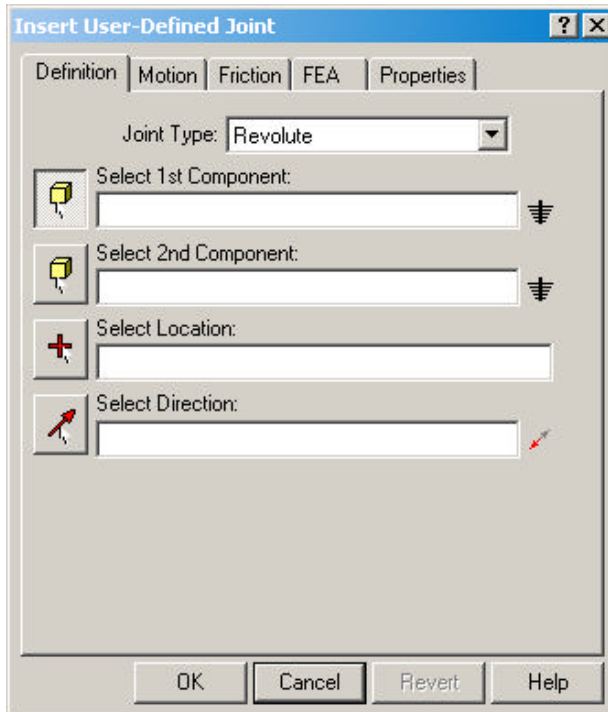 Insert User-Defined Joint
Definition Motion Friction FEA Properties
Joint Type: Revolute
Select 1st Component:
Select 2nd Component:
Select Location:
Select Direction:
OK Cancel Revert Help